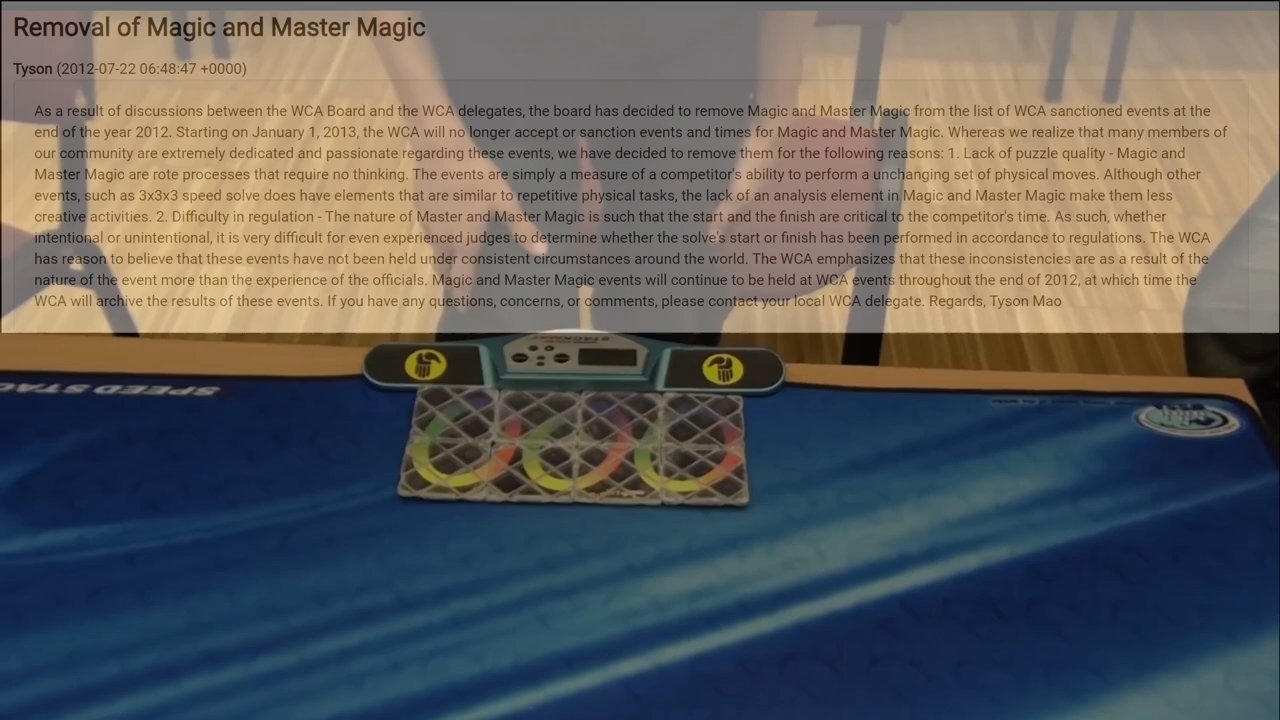 Removal of Magic and Master Magic
Tyson (2012-07-22 06:48:47 +0000)
As a result of discussions between the WCA Board and the WCA delegates, the board has decided to remove Magic and Master Magic from the list of WCA sanctioned events at the
end of the year 2012. Starting on January 1, 2013, the WCA will no longer accept or sanction events and times for Magic and Master Magic. Whereas we realize that many members of
our community are extremely dedicated and passionate regarding these events, we have decided to remove them for the following reasons: 1. Lack of puzzle quality - Magic and
Master Magic are rote processes that require no thinking. The events are simply a measure of a competitor's ability to perform a unchanging set of physical moves. Although other
events, such as 3x3x3 speed solve does have elements that are similar to repetitive physical tasks, the lack of an analysis element in Magic and Master Magic make them less
creative activities. 2. Difficulty in regulation - The nature of Master and Master Magic is such that the start and the finish are critical to the competitor's time. As such, whether
intentional or unintentional, it is very difficult for even experienced judges to determine whether the solve's start or finish has been performed in accordance to regulations. The WCA
has reason to believe that these events have not been held under consistent circumstances around the world. The WCA emphasizes that these inconsistencies are as a result of the
nature of the event more than the experience of the officials. Magic and Master Magic events will continue to be held at WCA events throughout the end of 2012, at which time the
WCA will archive the results of these events. If you have any questions, concerns, or comments, please contact your local WCA delegate. Regards, Tyson Mao
SPEED STAC